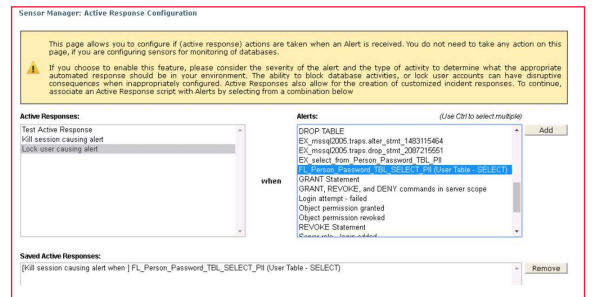 Sensor Manager: Active Response Configuration
This page allows you to configure if (active response) actions are taken when an Alert is received. You do not need to take any action on this
page, if you are configuring sensors for monitoring of databases.
If you choose to enable this feature, please consider the severity of the alert and the type of activity to determine what the appropriate
automated response should be in your environment. The ability to block database activities, or lock user accounts can have disruptive
consequences when inappropriately configured. Active Responses also allow for the creation of customized incident responses. To continue,
associate an Active Response script with Alerts by selecting from a combination below
Active Responses:
Test Active Response
Kill session causing alert
Lock user causing alert
when
Alerts: (Use Ctrl to select multiple)
DROP TABLE
EX_mssql2005.traps.alter_stmt_1483115464
EX_mssql2005.traps.drop_stmt_2087215551
EX_select_from_Person_Password_TBL_PII
FL_Person_Password_TBL_SELECT_PII (User Table - SELECT)
GRANT Statement
GRANT, REVOKE, and DENY commands in server scope
Login attempt - failed
Object permission granted
Object permission revoked
REVOKE Statement
Server role - login added
Add
Saved Active Responses:
[Kill session causing alert when ] FL_Person_Password_TBL_SELECT_PII (User Table - SELECT)
Remove